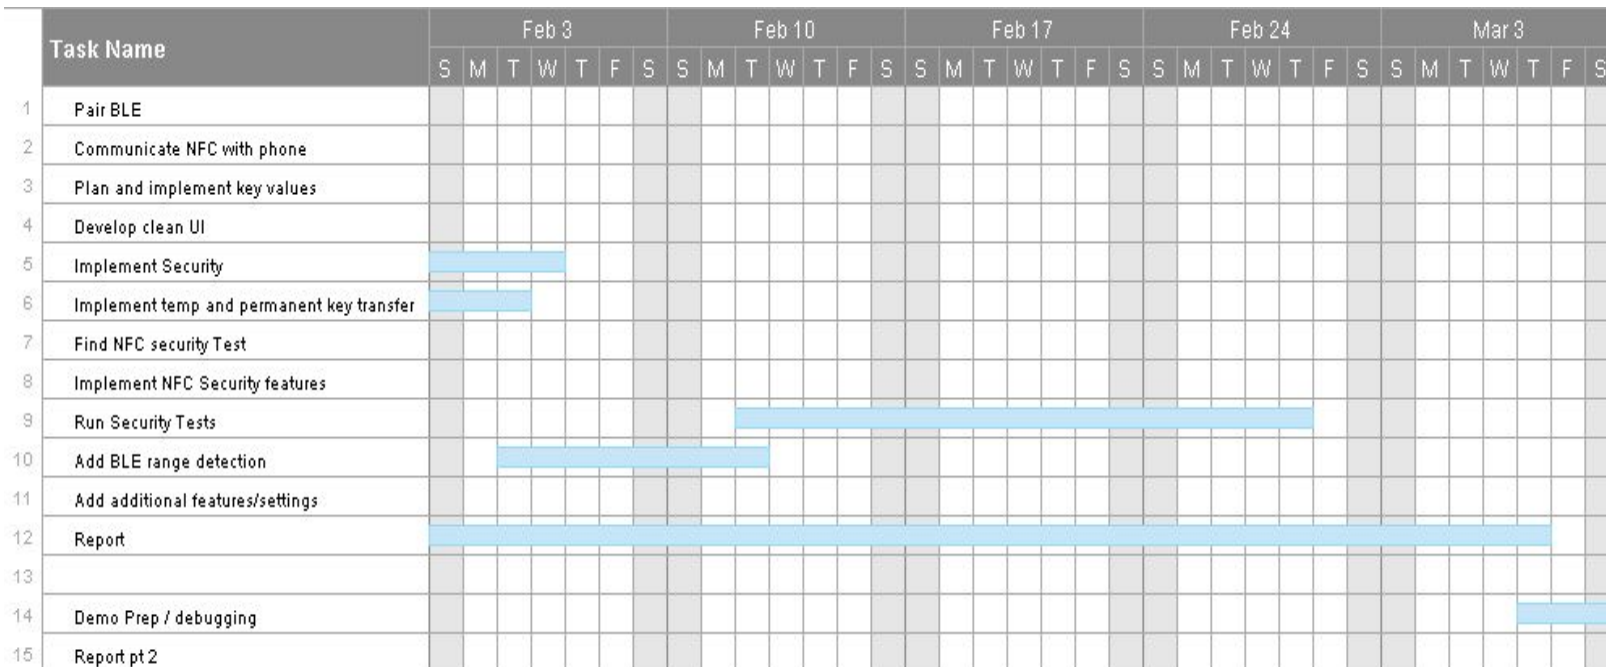 Task Name
Feb 3 Feb 10 Feb 17 Feb 24 Mar 3
S M T W T F S S M T W T F S S M T W T F S S M T W T F S S M T W T F S
1 Pair BLE
2 Communicate NFC with phone
3 Plan and implement key values
4 Develop clean UI
5 Implement Security
6 Implement temp and permanent key transfer
7 Find NFC security Test
8 Implement NFC Security features
9 Run Security Tests
10 Add BLE range detection
11 Add additional features/settings
12 Report
13
14 Demo Prep / debugging
15 Report pt 2